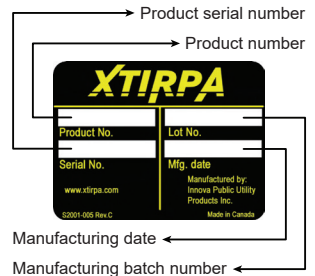 Product serial number
Product number
XTIRPA
Product No. Lot No.
Serial No. Mfg. date
www.xtirpa.com
Manufactured by:
Innova Public Utility
Products Inc.
S2001-005 Rev.C Made in Canada
Manufacturing date
Manufacturing batch number